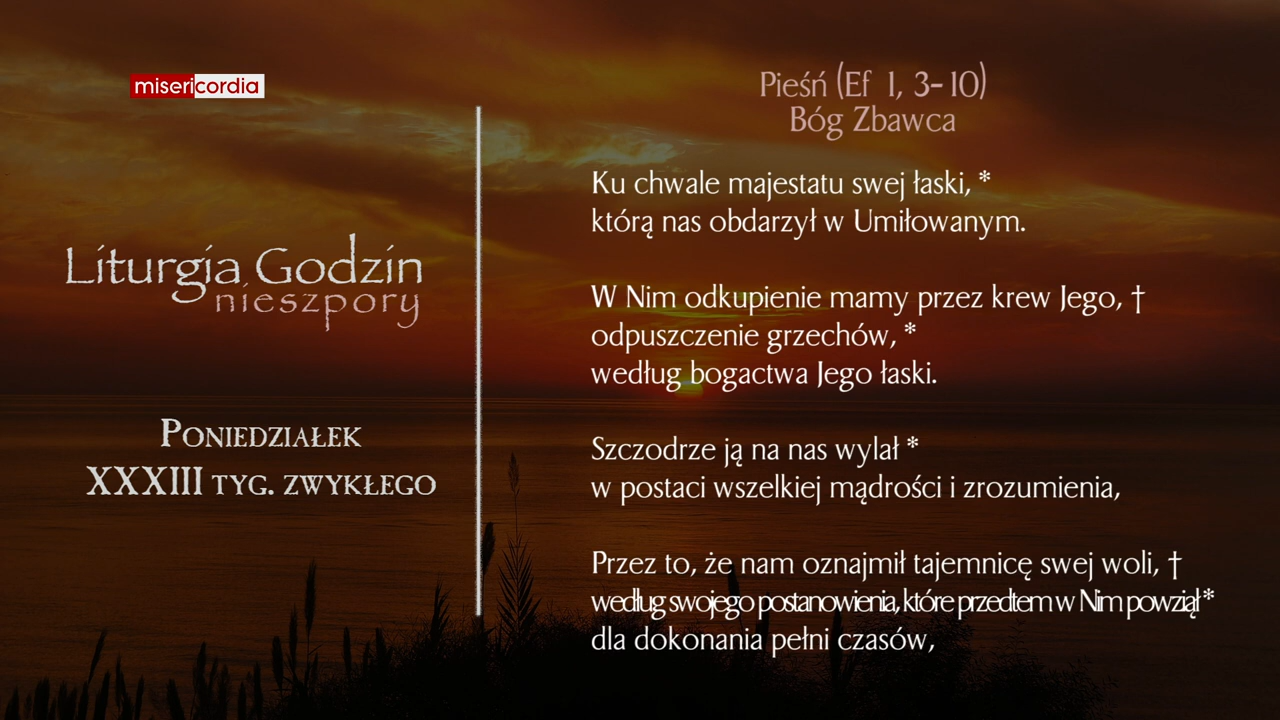 misericordia
Liturgia Godzin
nieszpory
Poniedziałek
XXXIII tyg. zwykłego
Pieśń (Ef 1, 3-10)
Bóg Zbawca
Ku chwale majestatu swej łaski, *
którą nas obdarzył w Umiłowanym.
W Nim odkupienie mamy przez krew Jego, †
odpuszczenie grzechów, *
według bogactwa Jego łaski.
Szczodrze ją na nas wylał *
w postaci wszelkiej mądrości i zrozumienia,
Przez to, że nam oznajmił tajemnicę swej woli, †
według swojego postanowienia, które przedtem w Nim powziął *
dla dokonania pełni czasów,